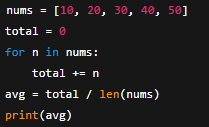 nums = [10, 20, 30, 40, 50]
total = 0
for n in nums:
    total += n
avg = total / len(nums)
print(avg)